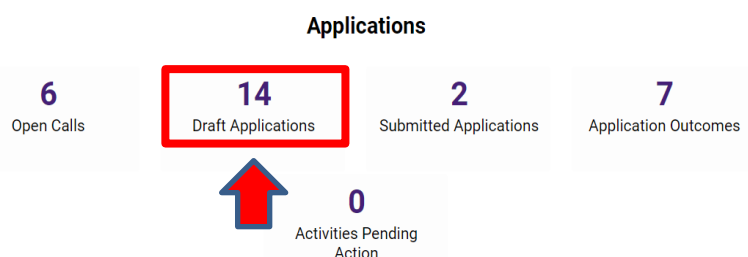 Applications
6
Open Calls
14
Draft Applications
2
Submitted Applications
7
Application Outcomes
0
Activities Pending
Action